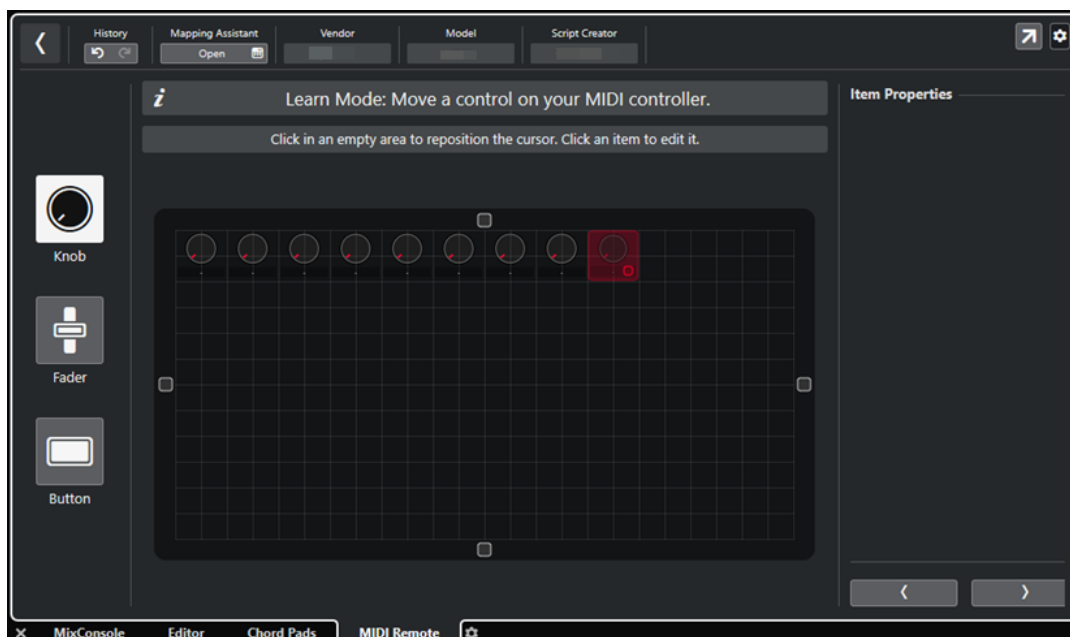 History
Mapping Assistant
Vendor
Model
Script Creator
Open
i
Learn Mode: Move a control on your MIDI controller.
Item Properties
Click in an empty area to reposition the cursor. Click an item to edit it.
Knob
Fader
Button
MixConsole
Editor
Chord Pads
MIDI Remote